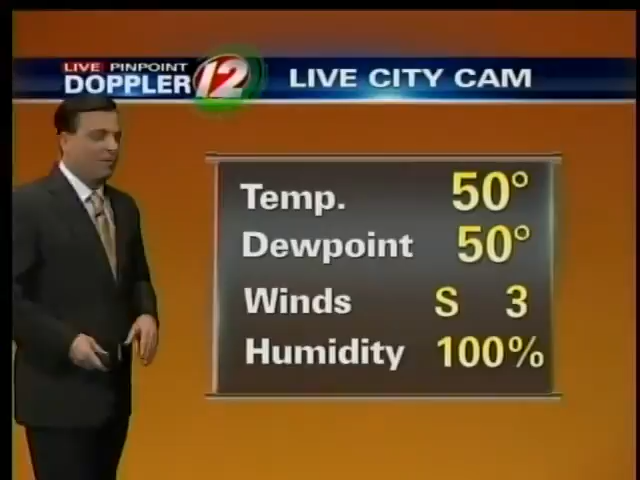 LIVE PINPOINT
DOPPLER 12
LIVE CITY CAM
Temp. 50°
Dewpoint 50°
Winds S 3
Humidity 100%